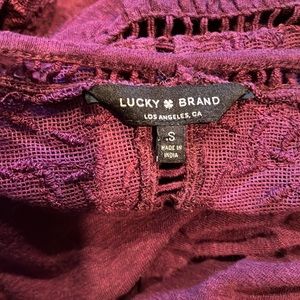 LUCKY BRAND
LOS ANGELES, CA
.S
MADE IN
INDIA